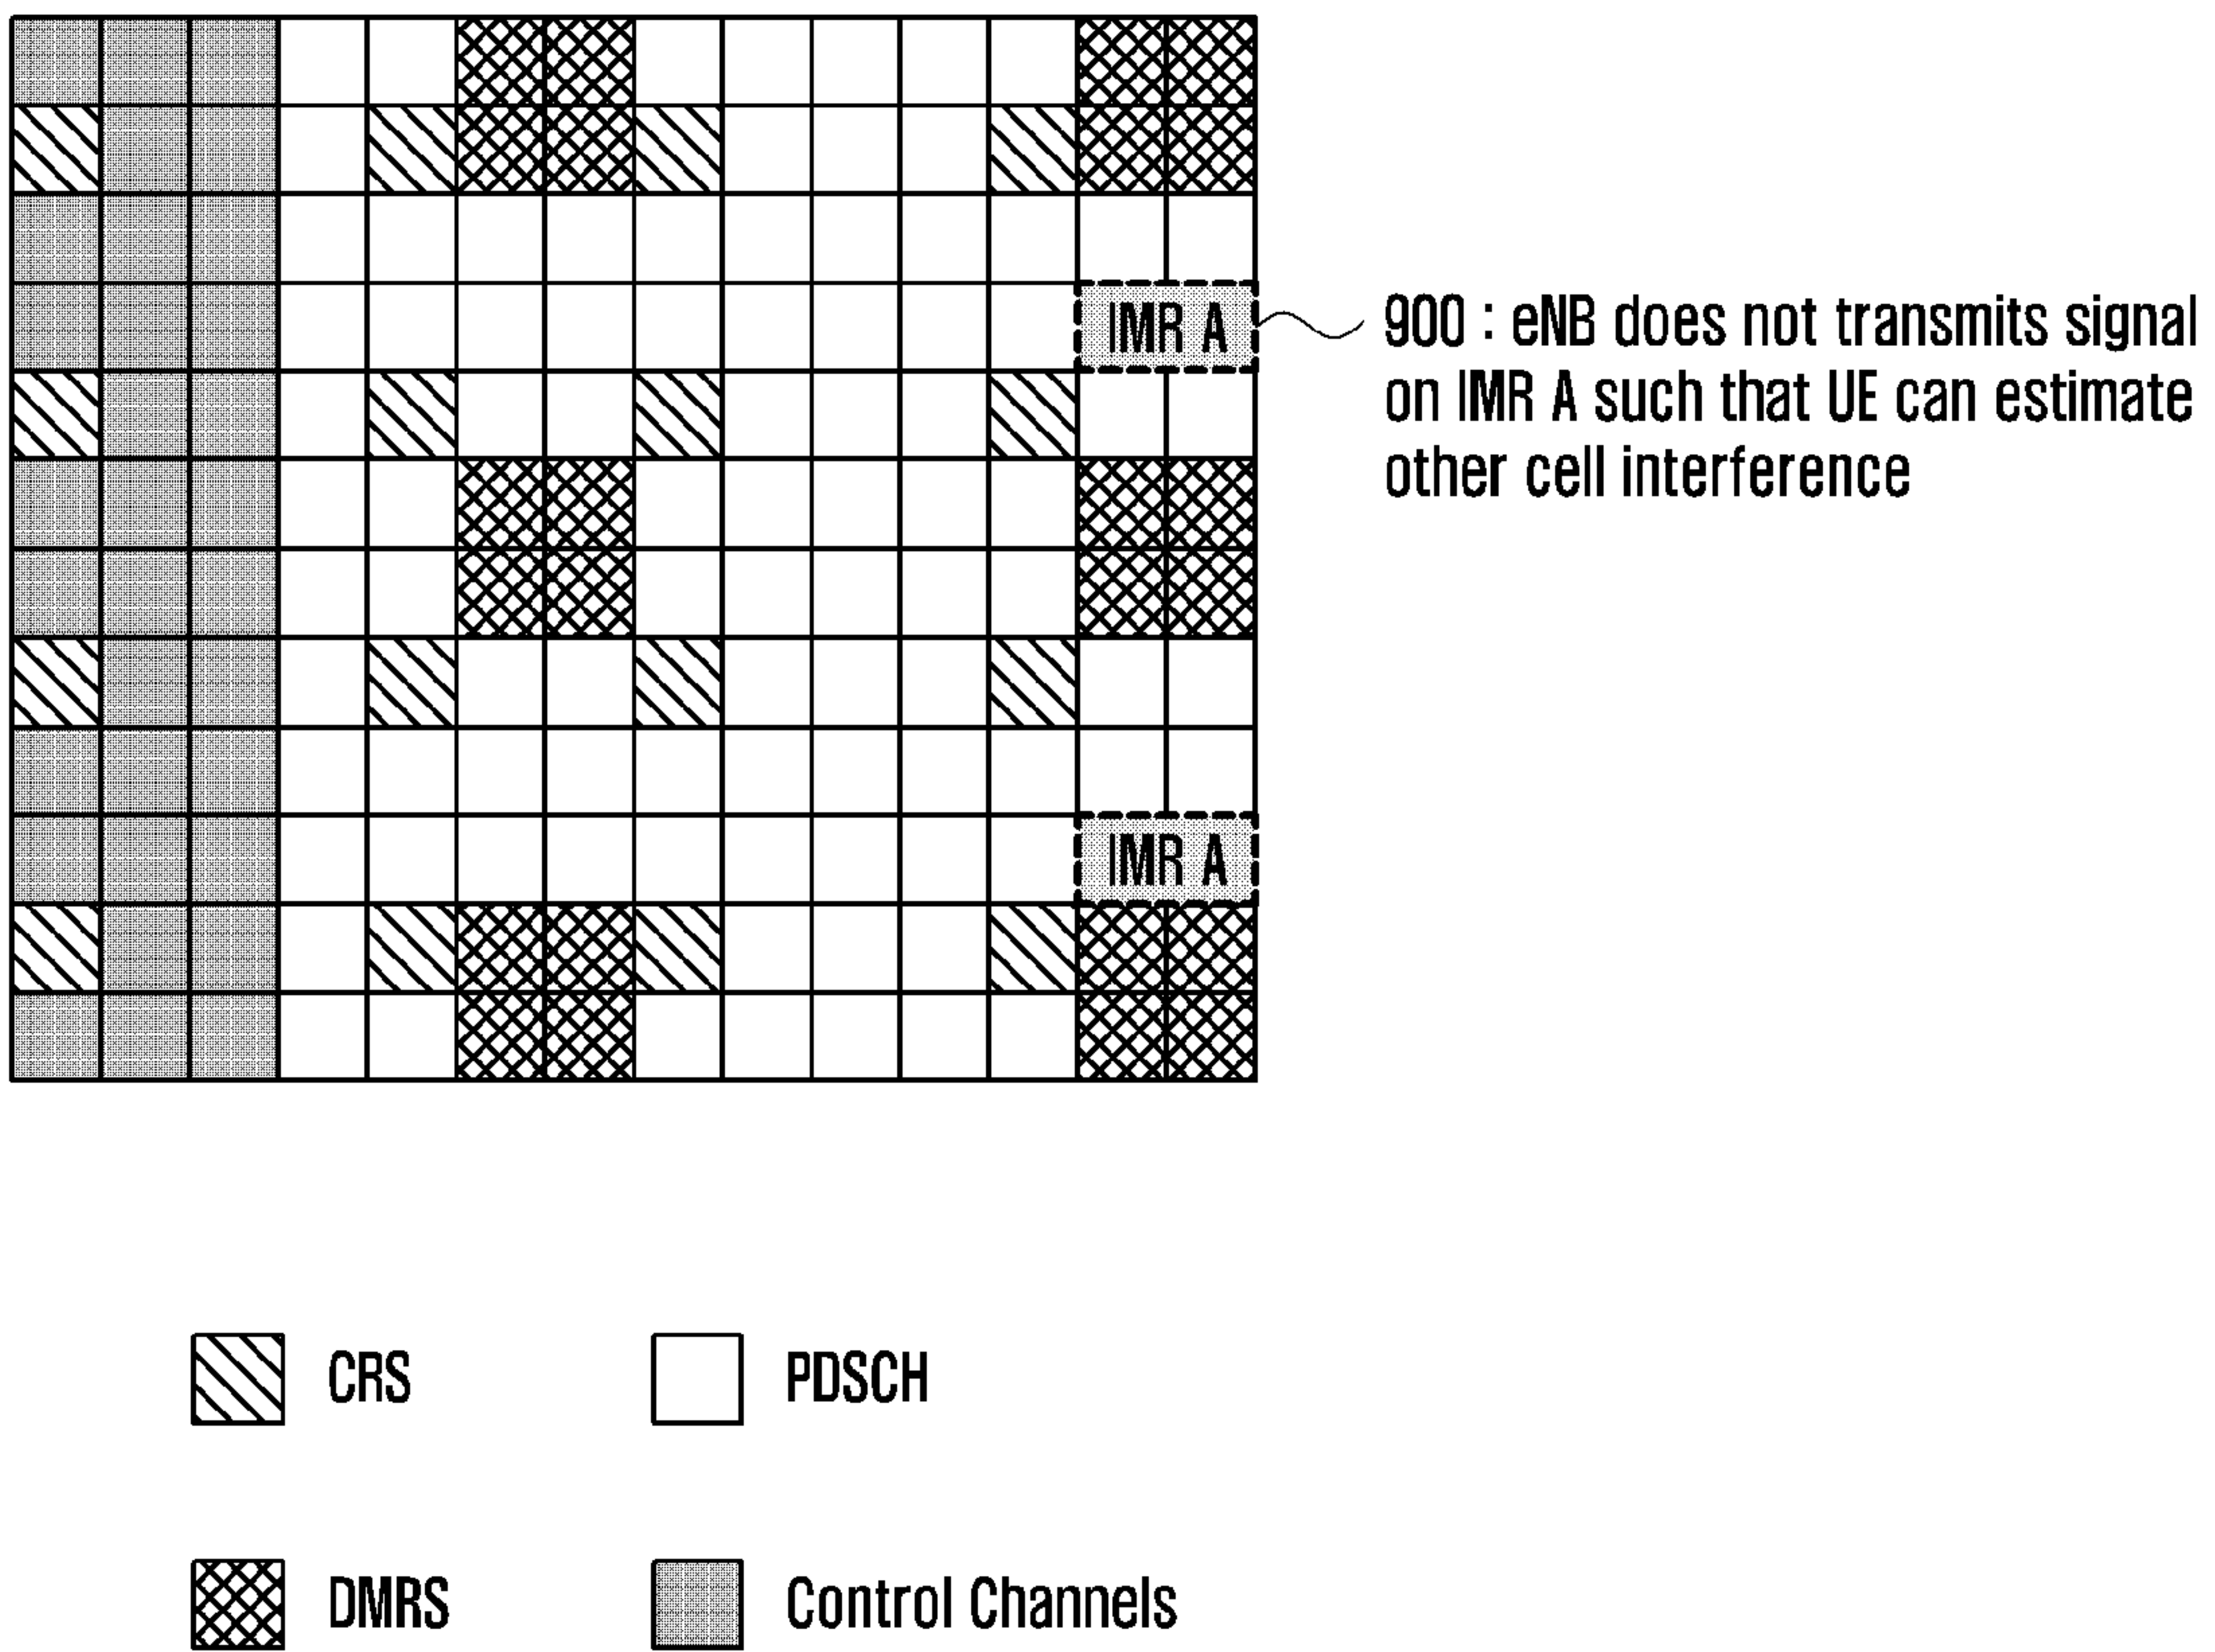 IMR A
900 : eNB does not transmits signal
on IMR A such that UE can estimate
other cell interference
IMR A
CRS
PDSCH
DMRS
Control Channels